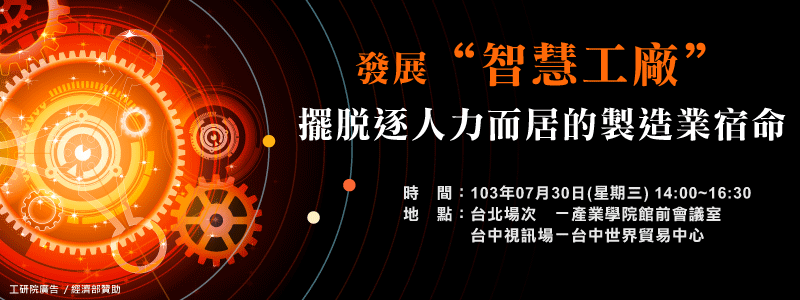 發展“智慧工廠”
擺脫逐人力而居的製造業宿命
時　間：103年07月30日(星期三) 14:00~16:30
地　點：台北場次　－產業學院館前會議室
台中視訊場－台中世界貿易中心
工研院廣告 / 經濟部贊助